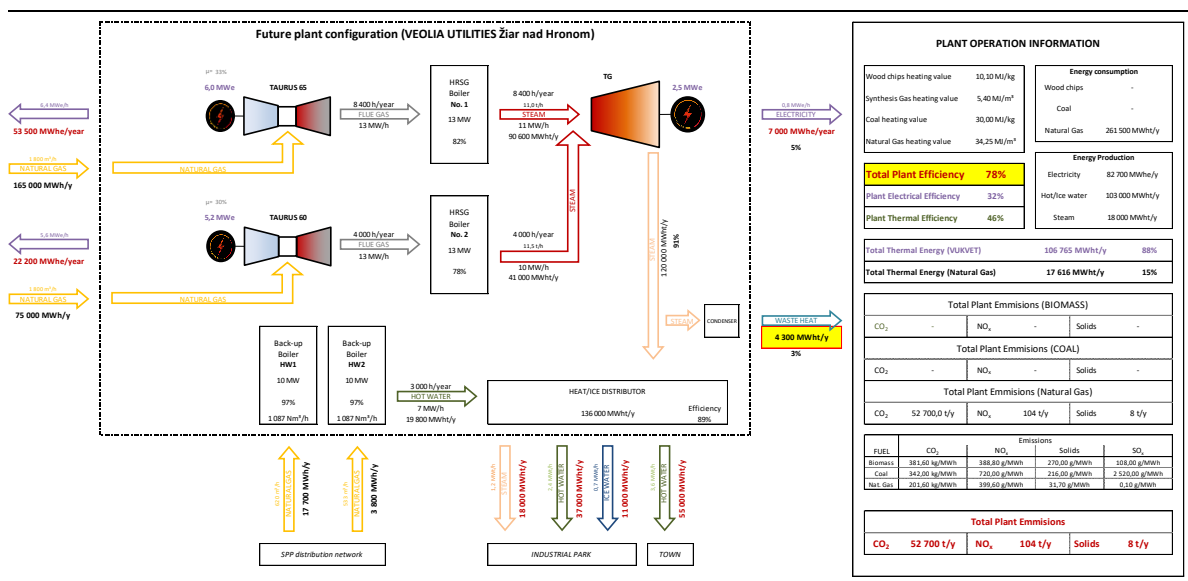 Future plant configuration (VEOLIA UTILITIES Žiar nad Hronom)
µ= 33%
6,0 MWe
TAURUS 65
8 400 h/year
FLUE GAS
13 MW/h
HRSG
Boiler
No. 1
13 MW
82%
8 400 h/year
11,0 t/h
STEAM
11 MW/h
90 600 MWht/y
TG
2,5 MWe
6,4 MWe/h
53 500 MWhe/year
NATURAL GAS
165 000 MWh/y
NATURAL GAS
0,8 MWe/h
ELECTRICITY
7 000 MWhe/year
5%
µ= 30%
5,2 MWe
TAURUS 60
4 000 h/year
FLUE GAS
13 MW/h
HRSG
Boiler
No. 2
13 MW
78%
4 000 h/year
11,5 t/h
10 MW/h
41 000 MWht/y
STEAM
STEAM
120 000 MWht/y
91%
5,6 MWe/h
22 200 MWhe/year
NATURAL GAS
75 000 MWh/y
NATURAL GAS
STEAM
CONDENSER
WASTE HEAT
4 300 MWht/y
3%
Back-up
Boiler
HW1
10 MW
97%
1 087 Nm³/h
Back-up
Boiler
HW2
10 MW
97%
1 087 Nm³/h
3 000 h/year
HOT WATER
7 MW/h
19 800 MWht/y
HEAT/ICE DISTRIBUTOR
136 000 MWht/y
Efficiency
89%
NATURAL GAS
17 700 MWh/y
NATURAL GAS
3 800 MWh/y
STEAM
18 000 MWht/y
HOT WATER
37 000 MWht/y
0,7 MWt/h
ICE WATER
11 000 MWht/y
HOT WATER
55 000 MWht/y
SPP distribution network
INDUSTRIAL PARK
TOWN
PLANT OPERATION INFORMATION
Wood chips heating value 10,10 MJ/kg
Synthesis Gas heating value 5,40 MJ/m³
Coal heating value 30,00 MJ/kg
Natural Gas heating value 34,25 MJ/m³
Energy consumption
Wood chips -
Coal -
Natural Gas 261 500 MWht/y
Total Plant Efficiency 78%
Plant Electrical Efficiency 32%
Plant Thermal Efficiency 46%
Energy Production
Electricity 82 700 MWhe/y
Hot/Ice water 103 000 MWht/y
Steam 18 000 MWht/y
Total Thermal Energy (VUKVET) 106 765 MWht/y 88%
Total Thermal Energy (Natural Gas) 17 616 MWht/y 15%
Total Plant Emmisions (BIOMASS)
CO₂ - NOₓ - Solids -
Total Plant Emmisions (COAL)
CO₂ - NOₓ - Solids -
Total Plant Emmisions (Natural Gas)
CO₂ 52 700,0 t/y NOₓ 104 t/y Solids 8 t/y
Emissions
FUEL CO₂ NOₓ Solids SOₓ
Biomass 381,60 kg/MWh 388,80 g/MWh 270,00 g/MWh 108,00 g/MWh
Coal 342,00 kg/MWh 720,00 g/MWh 216,00 g/MWh 2 520,00 g/MWh
Nat. Gas 201,60 kg/MWh 399,60 g/MWh 31,70 g/MWh 0,10 g/MWh
Total Plant Emmisions
CO₂ 52 700 t/y NOₓ 104 t/y Solids 8 t/y